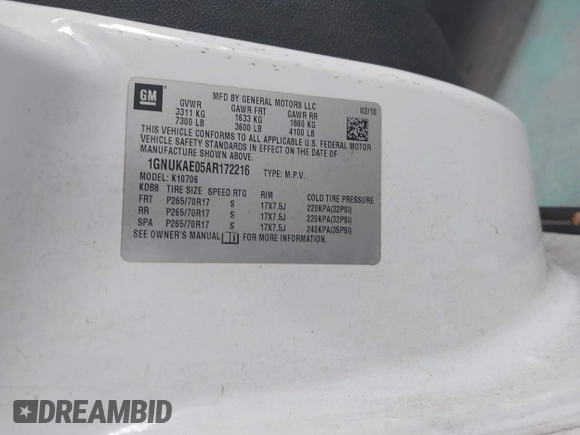 GM
MFD BY GENERAL MOTORS LLC
02/10
GVWR GAWR FRT GAWR RR
3311 KG 1633 KG 1860 KG
7300 LB 3600 LB 4100 LB
THIS VEHICLE CONFORMS TO ALL APPLICABLE U.S. FEDERAL MOTOR
VEHICLE SAFETY STANDARDS IN EFFECT ON THE DATE OF
MANUFACTURE SHOWN ABOVE.
1GNUKAE05AR172216 TYPE: M.P.V.
MODEL: K10706
KDB8 TIRE SIZE SPEED RTG RIM COLD TIRE PRESSURE
FRT P265/70R17 S 17X7.5J 220KPA(32PSI)
RR P265/70R17 S 17X7.5J 220KPA(32PSI)
SPA P265/70R17 S 17X7.5J 240KPA(35PSI)
SEE OWNER'S MANUAL FOR MORE INFORMATION.
DREAMBID